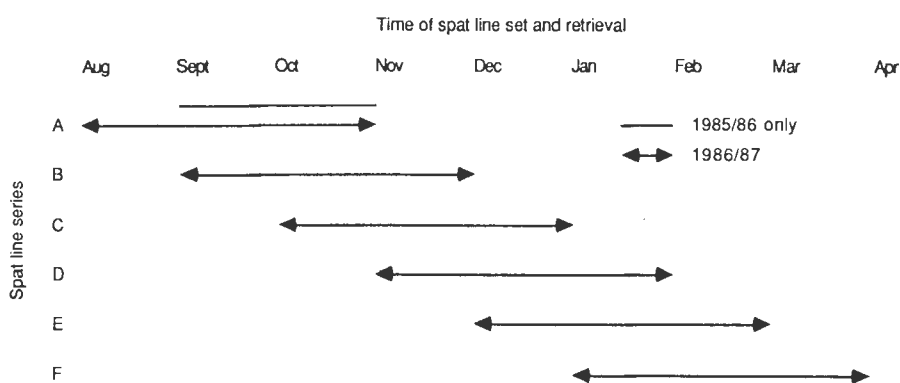 Time of spat line set and retrieval
Aug Sept Oct Nov Dec Jan Feb Mar Apr
A
1985/86 only
B
1986/87
C
D
E
F
Spat line series